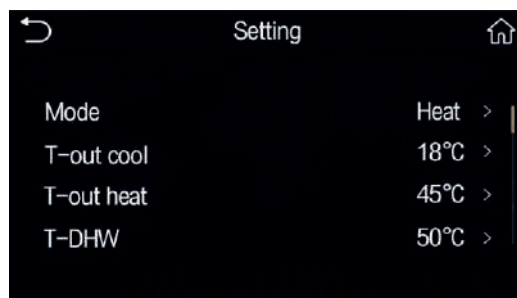 Setting
Mode Heat >
T-out cool 18°C >
T-out heat 45°C >
T-DHW 50°C >